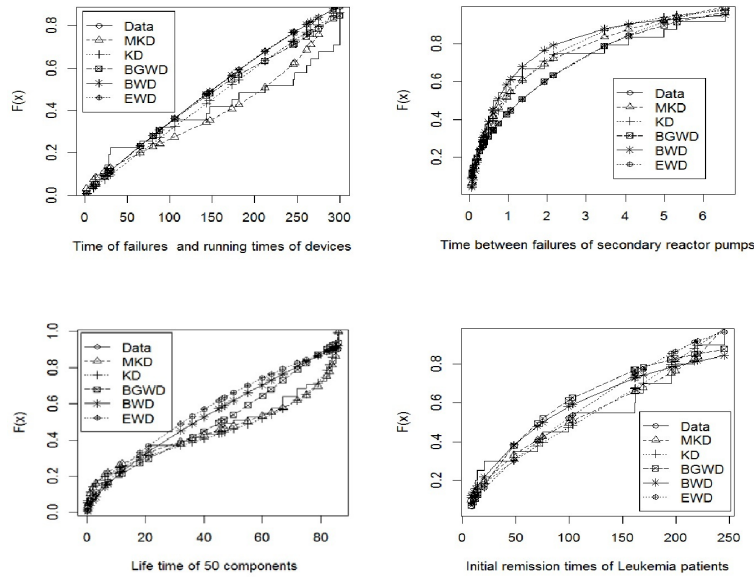 F(x)
0.8
0.6
0.4
0.2
0.0
Data
MKD
KD
BGWD
BWD
EWD
0 50 100 150 200 250 300
Time of failures and running times of devices
F(x)
0.8
0.6
0.4
0.2
Data
MKD
KD
BGWD
BWD
EWD
0 1 2 3 4 5 6
Time between failures of secondary reactor pumps
F(x)
1.0
0.8
0.6
0.4
0.2
0.0
Data
MKD
KD
BGWD
BWD
EWD
0 20 40 60 80
Life time of 50 components
F(x)
0.8
0.6
0.4
0.2
Data
MKD
KD
BGWD
BWD
EWD
0 50 100 150 200 250
Initial remission times of Leukemia patients